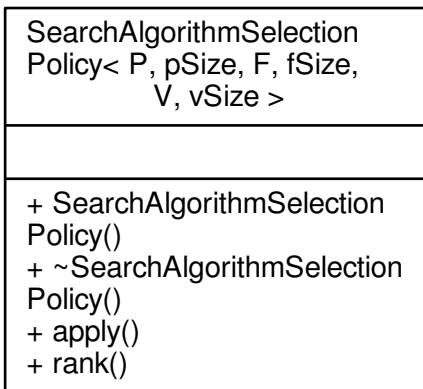 SearchAlgorithmSelection
Policy< P, pSize, F, fSize,
V, vSize >
+ SearchAlgorithmSelection
Policy()
+ ~SearchAlgorithmSelection
Policy()
+ apply()
+ rank()